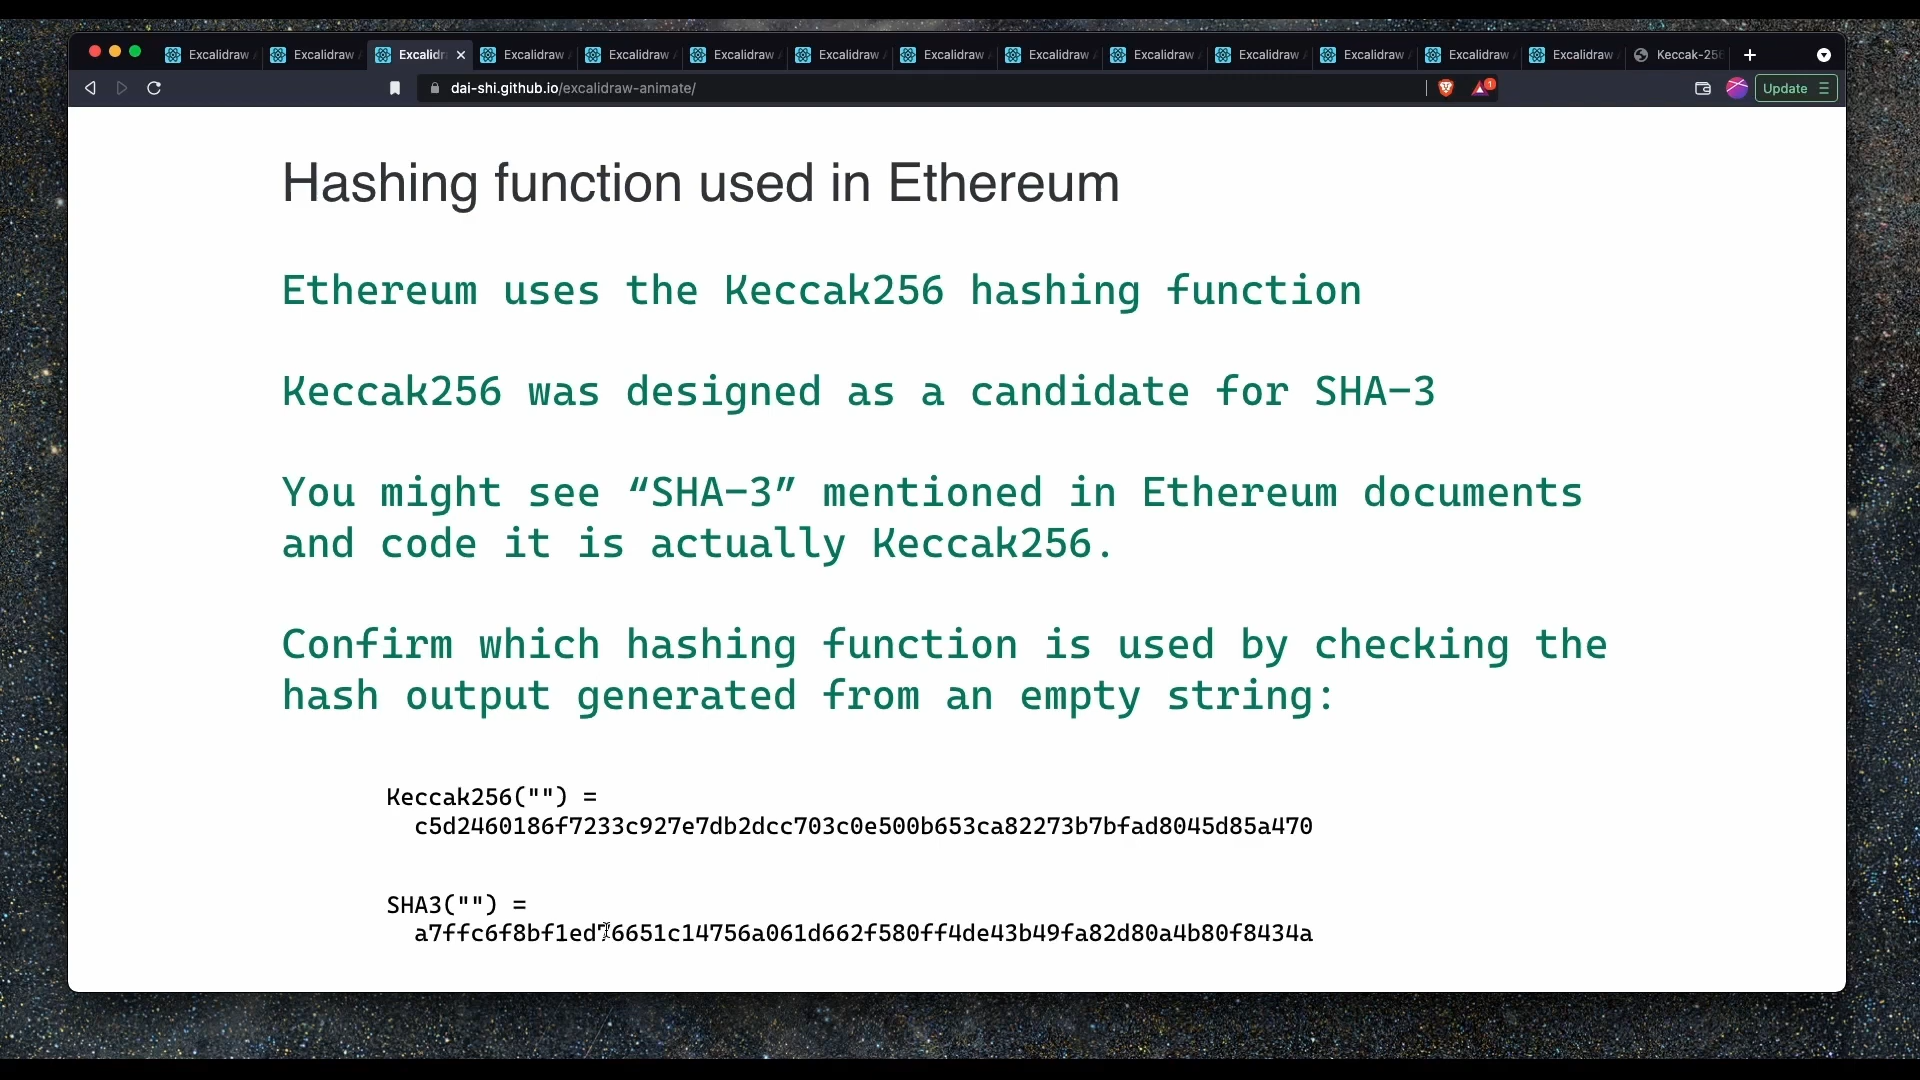 Excalidraw Excalidraw Excalidr Excalidraw Excalidraw Excalidraw Excalidraw Excalidraw Excalidraw Excalidraw Excalidraw Excalidraw Excalidraw Excalidraw Keccak-256
dai-shi.github.io/excalidraw-animate/ 1 Update
Hashing function used in Ethereum
Ethereum uses the Keccak256 hashing function
Keccak256 was designed as a candidate for SHA-3
You might see “SHA-3” mentioned in Ethereum documents
and code it is actually Keccak256.
Confirm which hashing function is used by checking the
hash output generated from an empty string:
Keccak256("") =
c5d2460186f7233c927e7db2dcc703c0e500b653ca82273b7bfad8045d85a470
SHA3("") =
a7ffc6f8bf1ed76651c14756a061d662f580ff4de43b49fa82d80a4b80f8434a